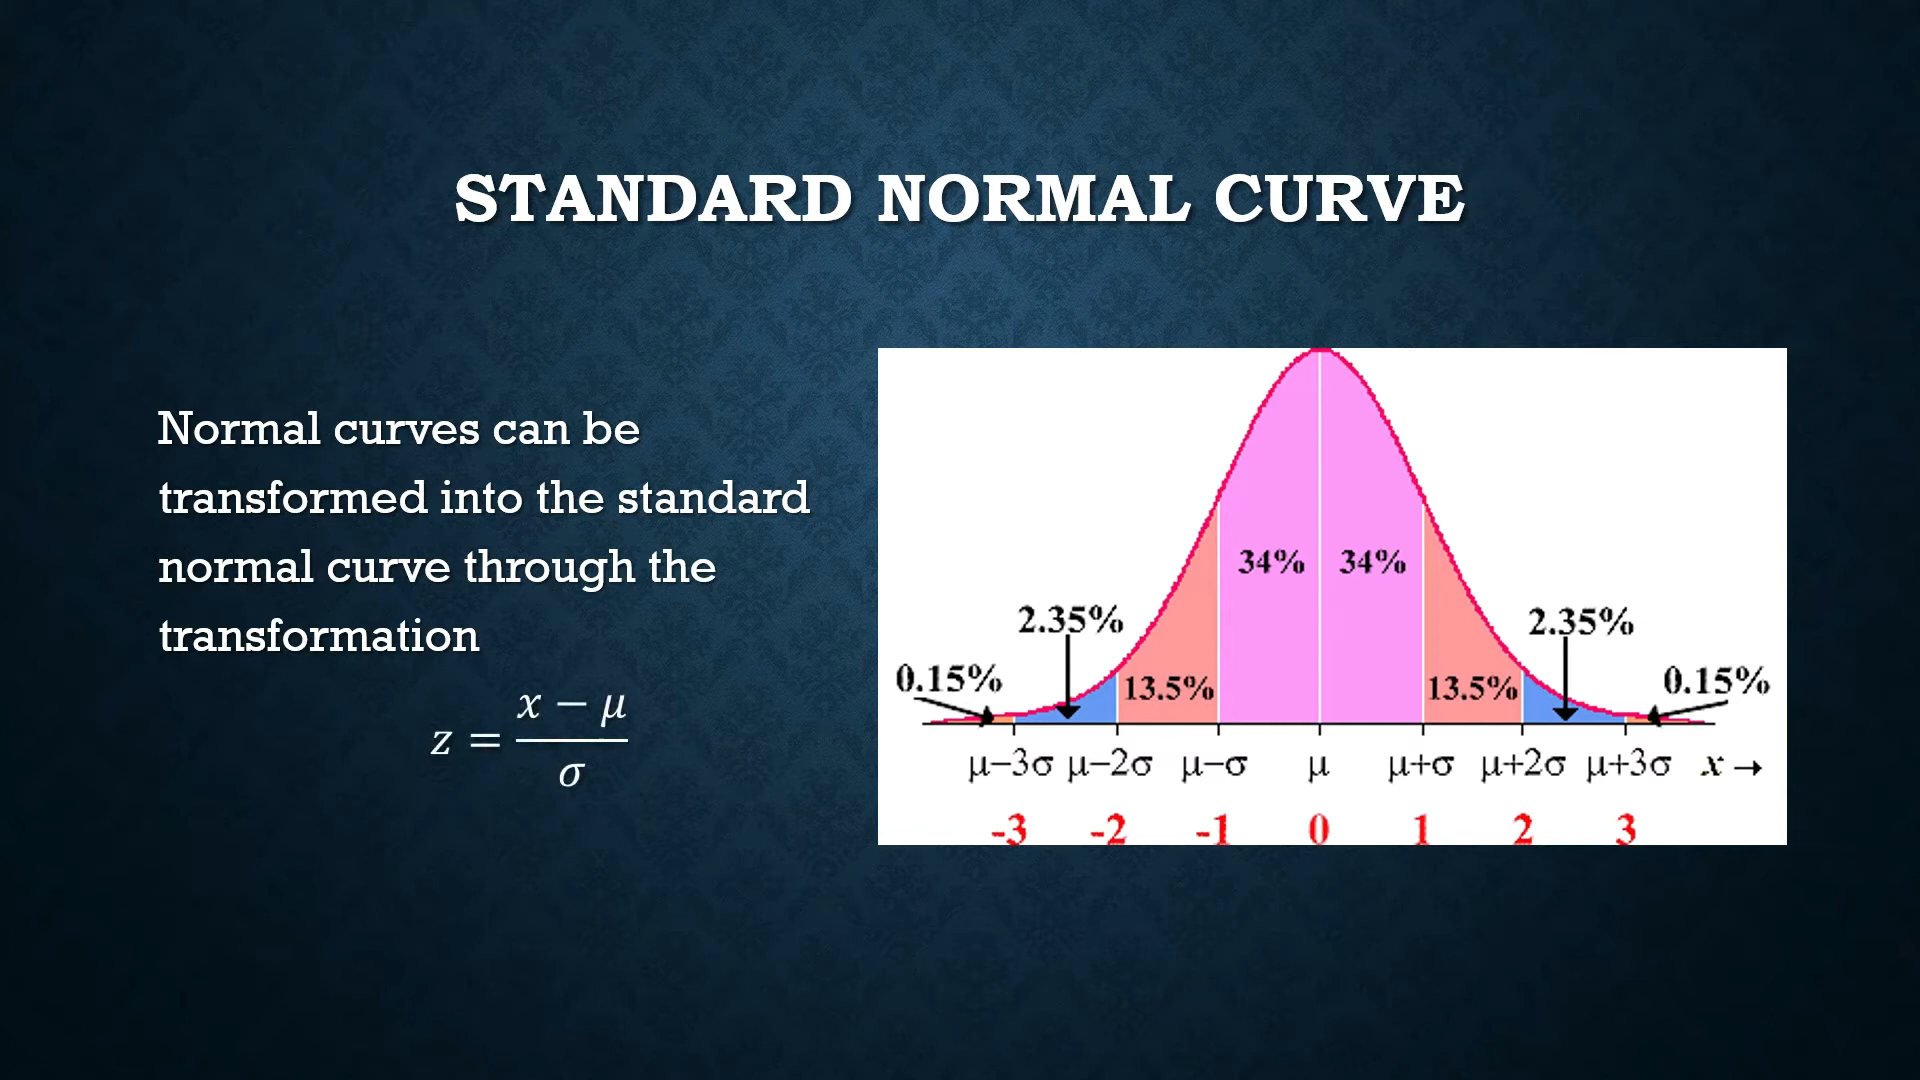 STANDARD NORMAL CURVE
Normal curves can be
transformed into the standard
normal curve through the
transformation
z = (x − μ) / σ
34% 34%
2.35% 2.35%
0.15% 13.5% 13.5% 0.15%
μ−3σ μ−2σ μ−σ μ μ+σ μ+2σ μ+3σ x →
-3 -2 -1 0 1 2 3